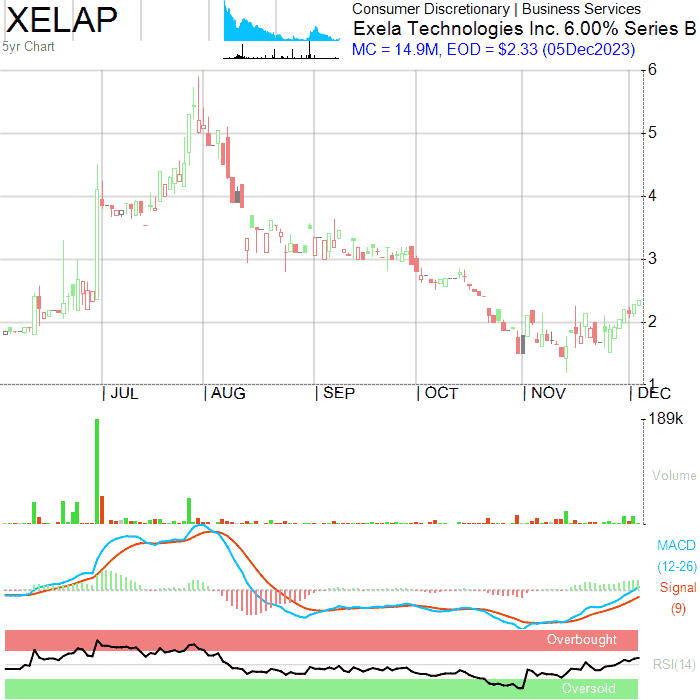 XELAP
Consumer Discretionary | Business Services
Exela Technologies Inc. 6.00% Series B
5yr Chart
MC = 14.9M, EOD = $2.33 (05Dec2023)
6
5
4
3
2
1
| JUL | AUG | SEP | OCT | NOV | DEC
189k
Volume
MACD
(12-26)
Signal
(9)
Overbought
RSI(14)
Oversold